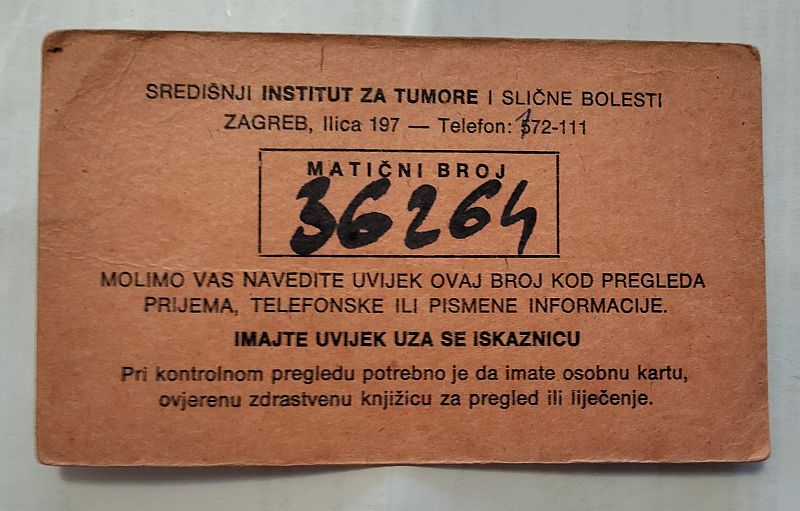 SREDIŠNJI INSTITUT ZA TUMORE I SLIČNE BOLESTI
ZAGREB, Ilica 197 — Telefon: 172-111
MATIČNI BROJ
36264
MOLIMO VAS NAVEDITE UVIJEK OVAJ BROJ KOD PREGLEDA
PRIJEMA, TELEFONSKE ILI PISMENE INFORMACIJE.
IMAJTE UVIJEK UZA SE ISKAZNICU
Pri kontrolnom pregledu potrebno je da imate osobnu kartu,
ovjerenu zdrastvenu knjižicu za pregled ili liječenje.